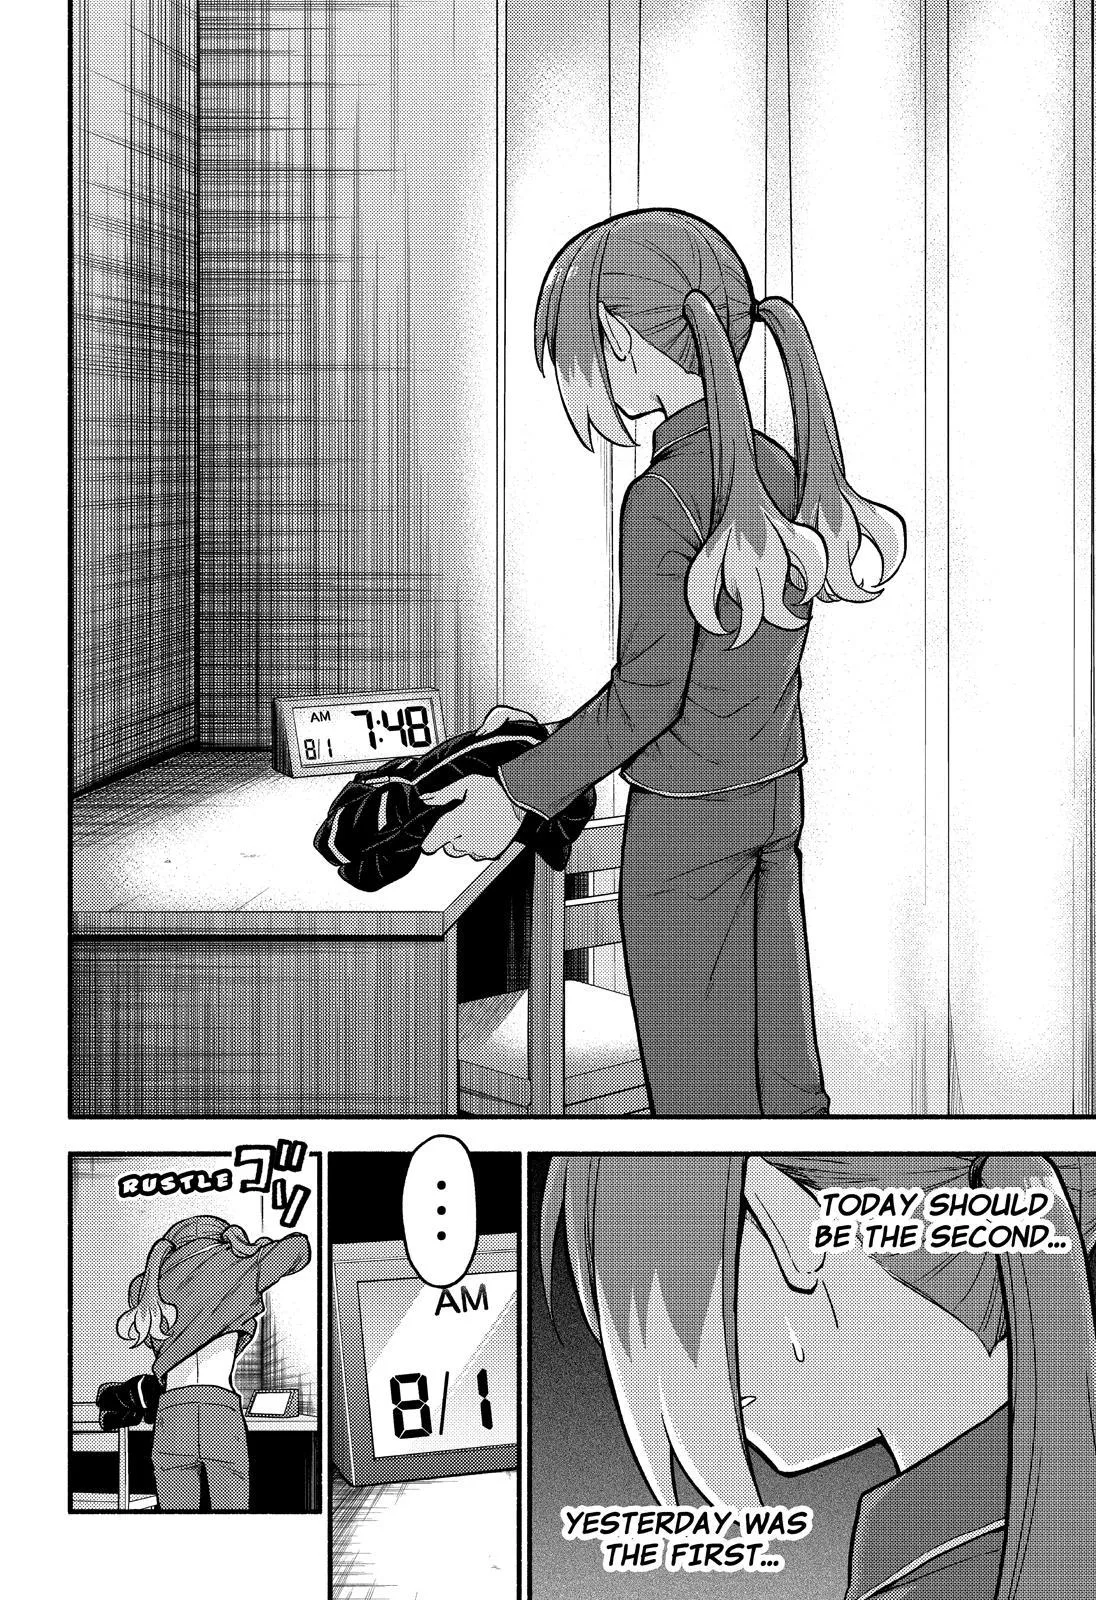 AM
7:48
8/1
TODAY SHOULD
BE THE SECOND...
YESTERDAY WAS
THE FIRST...
...
AM
8/1
RUSTLE
ゴソ